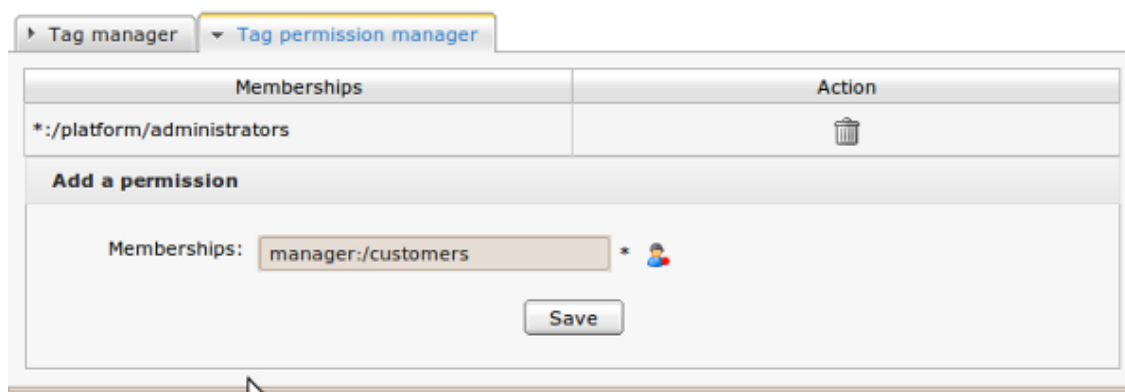 Tag manager Tag permission manager
Memberships Action
*:/platform/administrators
Add a permission
Memberships: manager:/customers *
Save